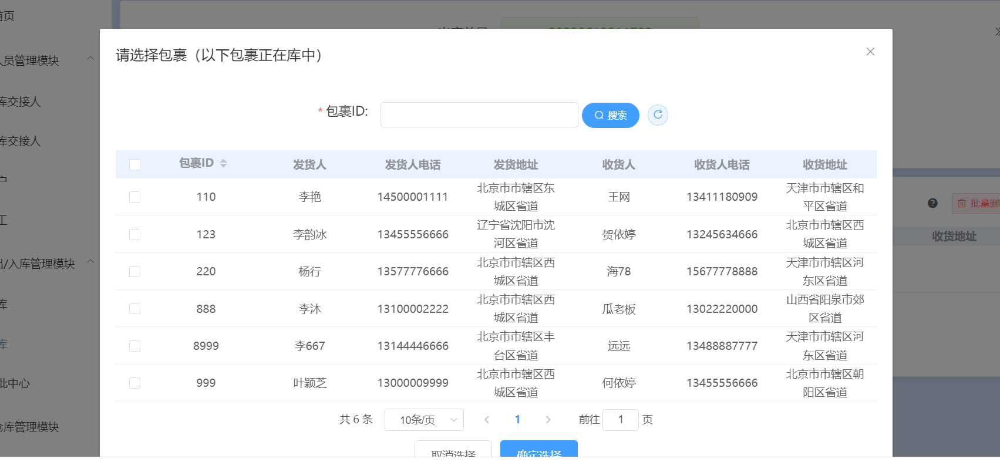 首页
人员管理模块
库交接人
库交接人
户
工
出/入库管理模块
库
库
批中心
仓库管理模块
请选择包裹（以下包裹正在库中）
* 包裹ID:
搜索
包裹ID 发货人 发货人电话 发货地址 收货人 收货人电话 收货地址
110 李艳 14500001111 北京市市辖区东城区省道 王网 13411180909 天津市市辖区和平区省道
123 李韵冰 13455556666 辽宁省沈阳市沈河区省道 贺依婷 13245634666 北京市市辖区西城区省道
220 杨行 13577776666 北京市市辖区西城区省道 海78 15677778888 天津市市辖区河东区省道
888 李沐 13100002222 北京市市辖区西城区省道 瓜老板 13022220000 山西省阳泉市郊区省道
8999 李667 13144446666 北京市市辖区丰台区省道 远远 13488887777 天津市市辖区河东区省道
999 叶颖芝 13000009999 北京市市辖区西城区省道 何依婷 13455556666 北京市市辖区朝阳区省道
共 6 条 10条/页 1 前往 1 页
取消选择 确定选择
批量删
收货地址